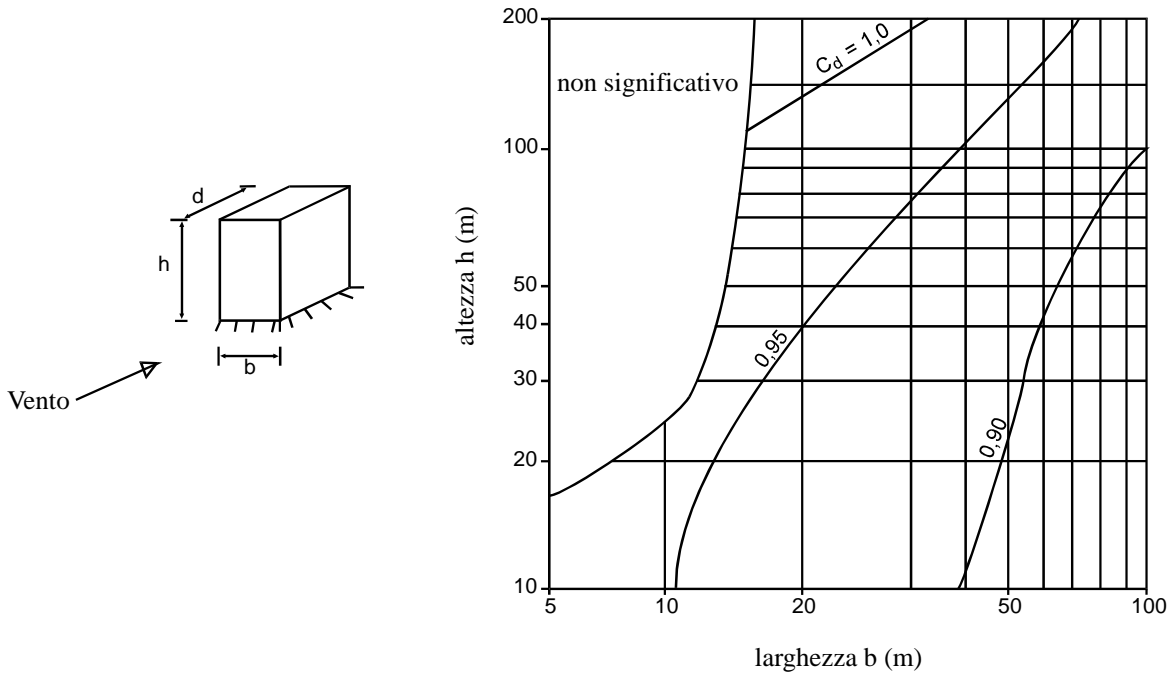 d
h
b
Vento
altezza h (m)
200
100
50
40
30
20
10
non significativo
C_d = 1,0
0,95
0,90
5
10
20
50
100
larghezza b (m)